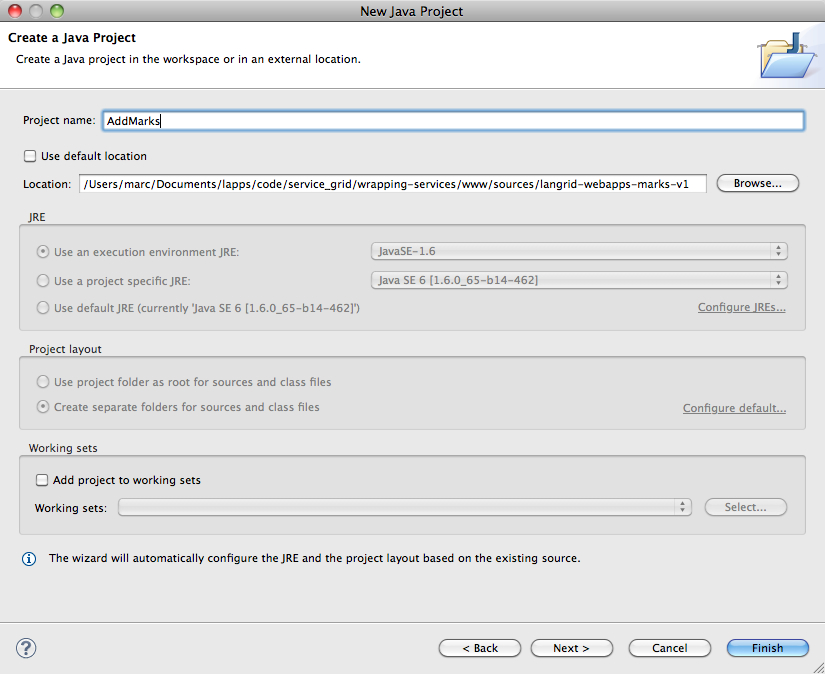 New Java Project
Create a Java Project
Create a Java project in the workspace or in an external location.
Project name: AddMarks
Use default location
Location: /Users/marc/Documents/lapps/code/service_grid/wrapping-services/www/sources/langrid-webapps-marks-v1 Browse...
JRE
Use an execution environment JRE: JavaSE-1.6
Use a project specific JRE: Java SE 6 [1.6.0_65-b14-462]
Use default JRE (currently 'Java SE 6 [1.6.0_65-b14-462]') Configure JREs...
Project layout
Use project folder as root for sources and class files
Create separate folders for sources and class files Configure default...
Working sets
Add project to working sets
Working sets: Select...
The wizard will automatically configure the JRE and the project layout based on the existing source.
? < Back Next > Cancel Finish